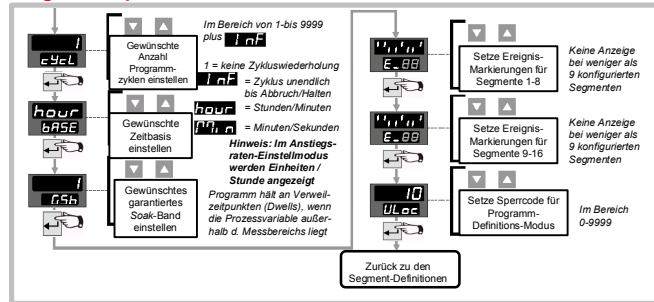 1
cYcL
Gewünschte
Anzahl
Programm-
zyklen einstellen
Im Bereich von 1-bis 9999
plus InF
1 = keine Zykluswiederholung
InF = Zyklus unendlich
bis Abbruch/Halten
hour
bASE
Gewünschte
Zeitbasis
einstellen
hour = Stunden/Minuten
Min = Minuten/Sekunden
Hinweis: Im Anstiegs-
raten-Einstellmodus
werden Einheiten /
Stunde angezeigt
1
G.Sb
Gewünschtes
garantiertes
Soak-Band
einstellen
Programm hält an Verweil-
zeitpunkten (Dwells), wenn
die Prozessvariable außer-
halb d. Messbereichs liegt
E_88
Setze Ereignis-
Markierungen für
Segmente 1-8
Keine Anzeige
bei weniger als
9 konfigurierten
Segmenten
E_88
Setze Ereignis-
Markierungen für
Segmente 9-16
Keine Anzeige
bei weniger als
9 konfigurierten
Segmenten
10
ULoc
Setze Sperrcode für
Programm-
Definitions-Modus
Im Bereich
0-9999
Zurück zu den
Segment-Definitionen